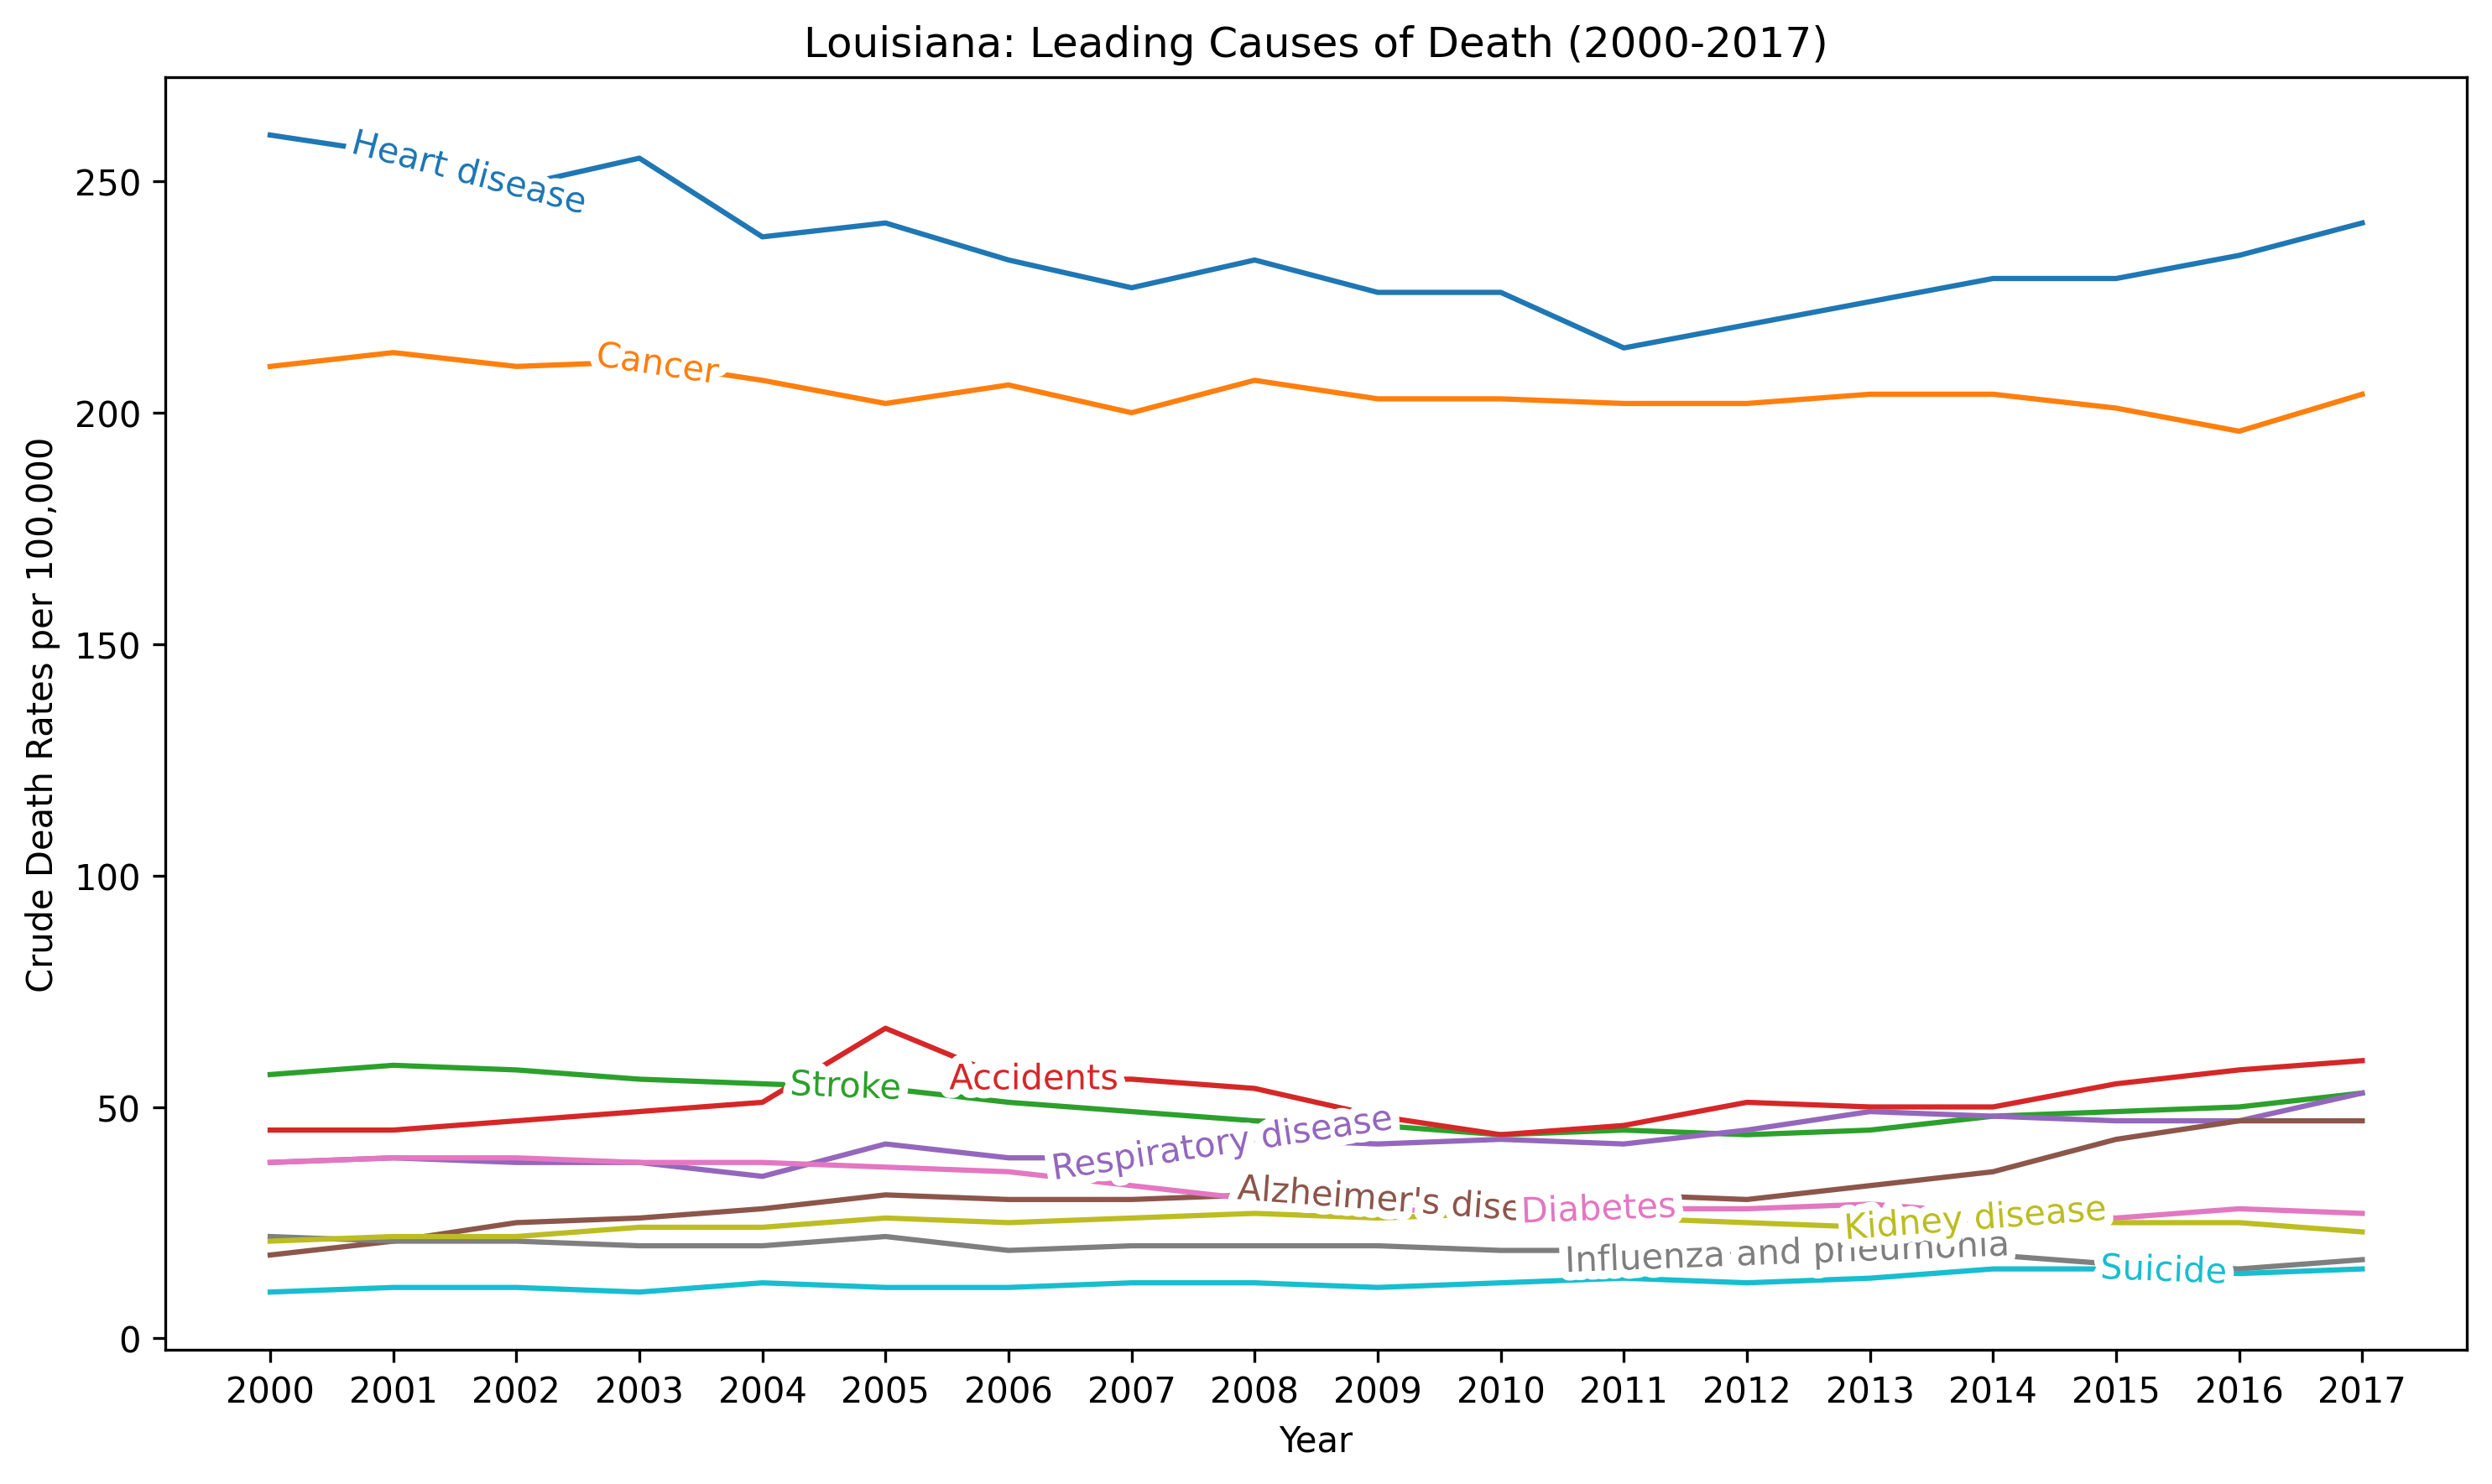 Louisiana: Leading Causes of Death (2000-2017)
Crude Death Rates per 100,000
250
200
150
100
50
0
Heart disease
Cancer
Stroke
Accidents
Respiratory disease
Alzheimer's dise
Diabetes
Kidney disease
Influenza and pneumonia
Suicide
2000 2001 2002 2003 2004 2005 2006 2007 2008 2009 2010 2011 2012 2013 2014 2015 2016 2017
Year